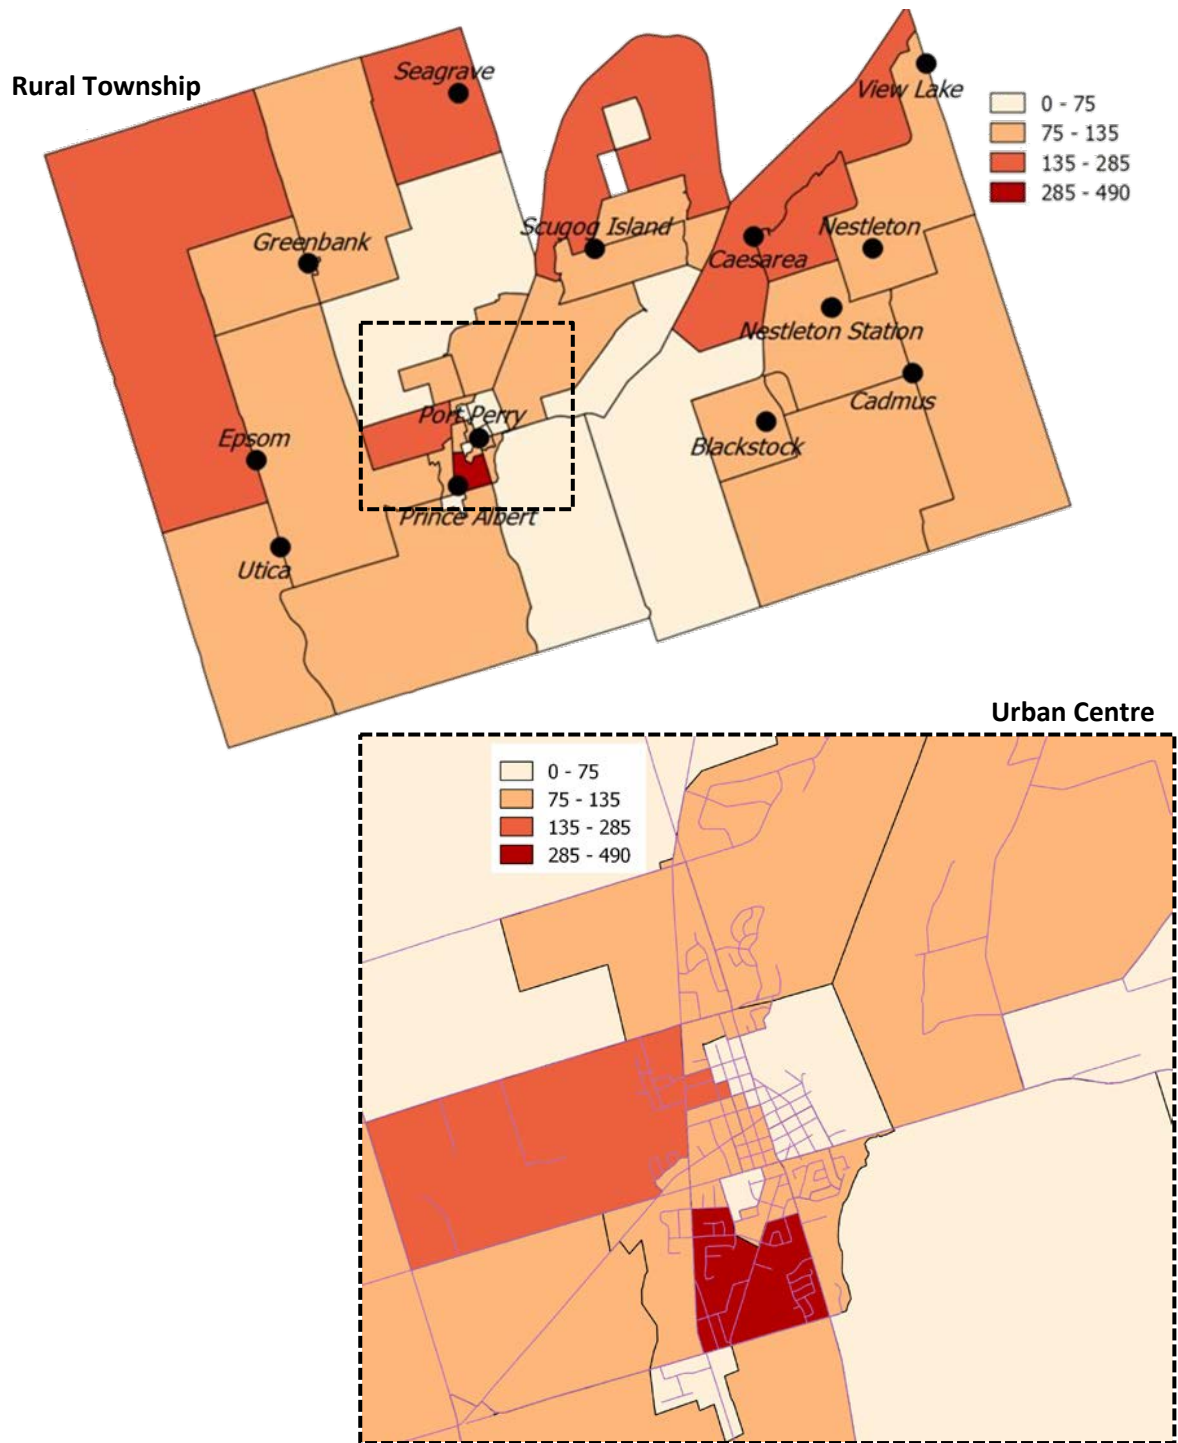 Rural Township
Seagrave
View Lake
0 - 75
75 - 135
135 - 285
285 - 490
Greenbank
Scugog Island
Caesarea
Nestleton
Nestleton Station
Cadmus
Port Perry
Epsom
Blackstock
Prince Albert
Utica
Urban Centre
0 - 75
75 - 135
135 - 285
285 - 490